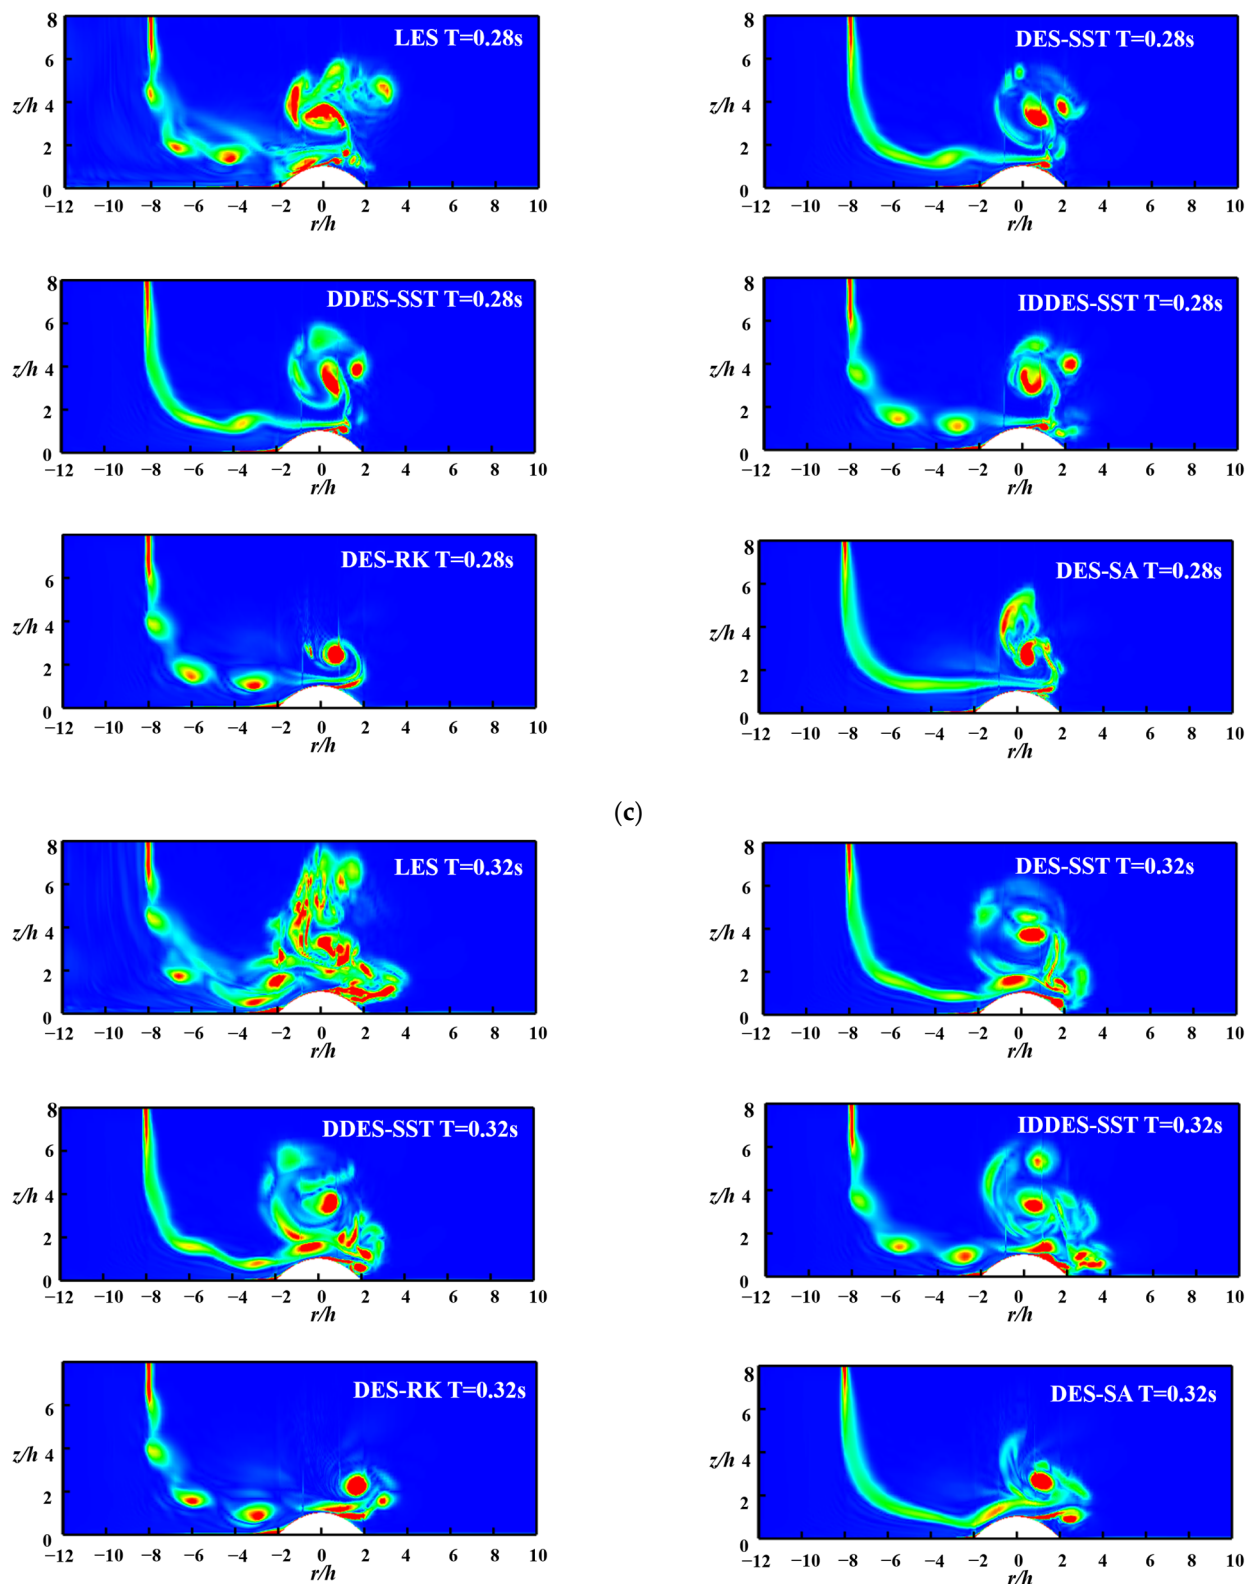 LES T=0.28s
z/h
8
6
4
2
0
−12 −10 −8 −6 −4 −2 0 2 4 6 8 10
r/h
DES-SST T=0.28s
z/h
8
6
4
2
0
−12 −10 −8 −6 −4 −2 0 2 4 6 8 10
r/h
DDES-SST T=0.28s
z/h
8
6
4
2
0
−12 −10 −8 −6 −4 −2 0 2 4 6 8 10
r/h
IDDES-SST T=0.28s
z/h
8
6
4
2
0
−12 −10 −8 −6 −4 −2 0 2 4 6 8 10
r/h
DES-RK T=0.28s
z/h
6
4
2
0
−12 −10 −8 −6 −4 −2 0 2 4 6 8 10
r/h
DES-SA T=0.28s
z/h
8
6
4
2
0
−12 −10 −8 −6 −4 −2 0 2 4 6 8 10
r/h
(c)
LES T=0.32s
z/h
8
6
4
2
0
−12 −10 −8 −6 −4 −2 0 2 4 6 8 10
r/h
DES-SST T=0.32s
z/h
8
6
4
2
0
−12 −10 −8 −6 −4 −2 0 2 4 6 8 10
r/h
DDES-SST T=0.32s
z/h
8
6
4
2
0
−12 −10 −8 −6 −4 −2 0 2 4 6 8 10
r/h
IDDES-SST T=0.32s
z/h
8
6
4
2
0
−12 −10 −8 −6 −4 −2 0 2 4 6 8 10
r/h
DES-RK T=0.32s
z/h
6
4
2
0
−12 −10 −8 −6 −4 −2 0 2 4 6 8 10
r/h
DES-SA T=0.32s
z/h
8
6
4
2
0
−12 −10 −8 −6 −4 −2 0 2 4 6 8 10
r/h